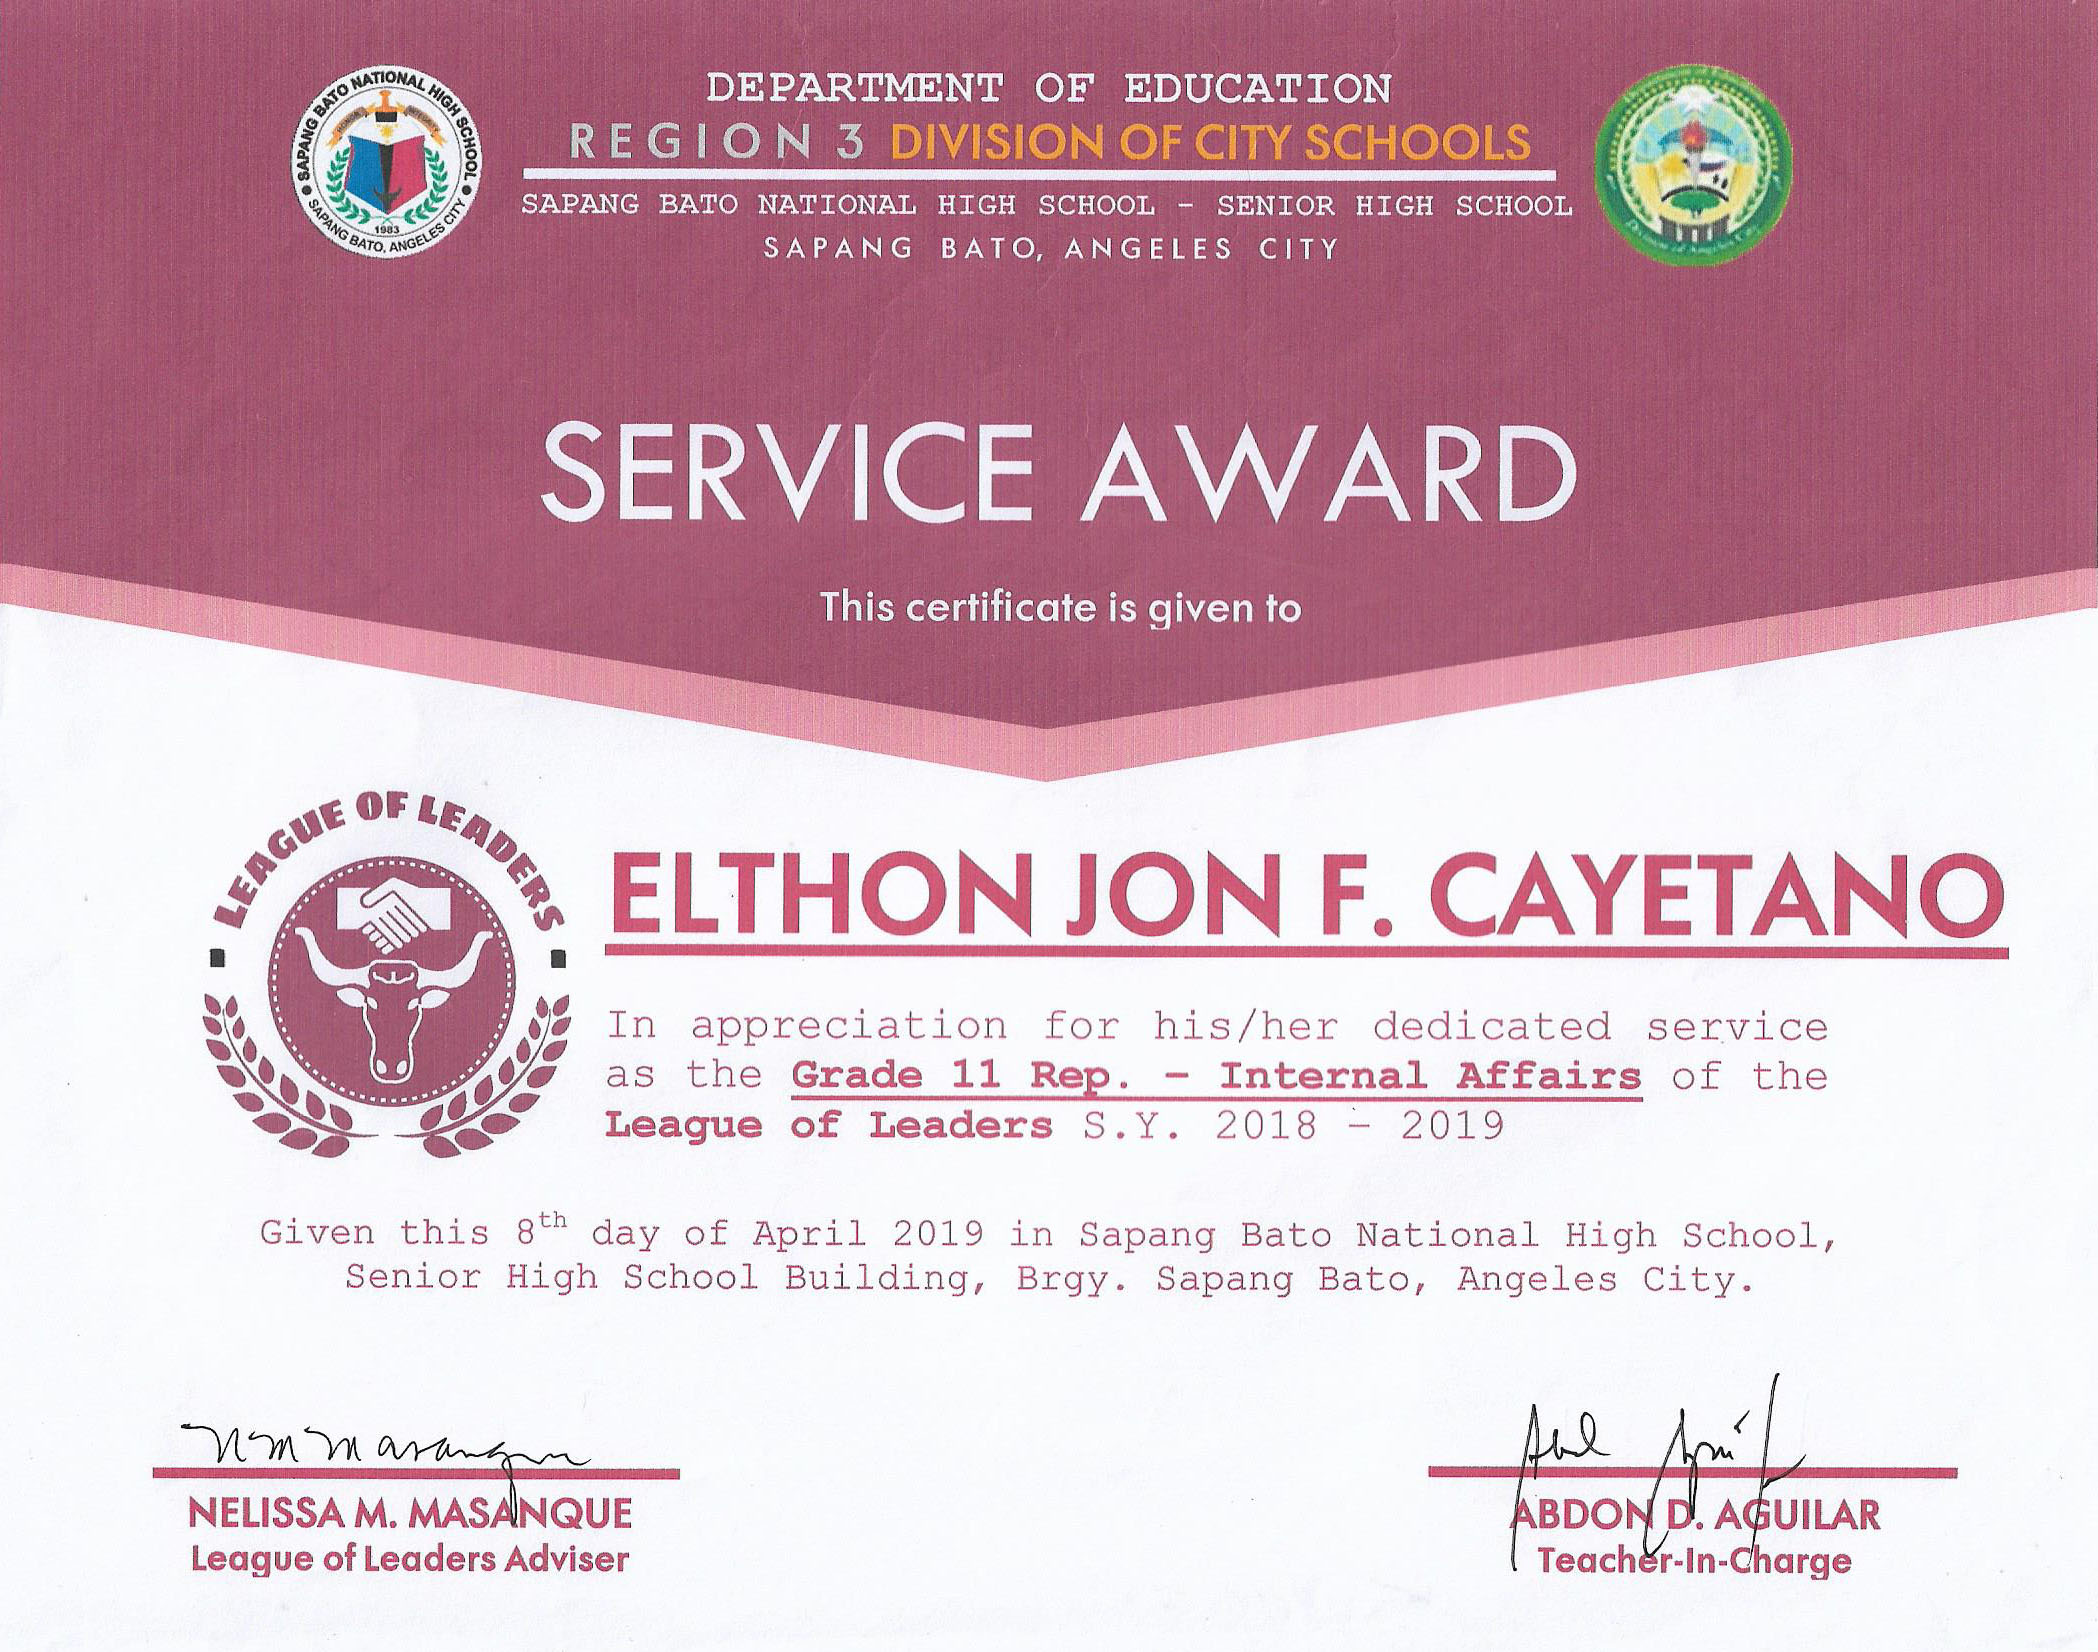 DEPARTMENT OF EDUCATION
REGION 3 DIVISION OF CITY SCHOOLS
SAPANG BATO NATIONAL HIGH SCHOOL - SENIOR HIGH SCHOOL
SAPANG BATO, ANGELES CITY
SAPANG BATO NATIONAL HIGH SCHOOL
HONOR INTEGRITY
1983
SAPANG BATO, ANGELES CITY
SERVICE AWARD
This certificate is given to
LEAGUE OF LEADERS
ELTHON JON F. CAYETANO
In appreciation for his/her dedicated service
as the Grade 11 Rep. – Internal Affairs of the
League of Leaders S.Y. 2018 – 2019
Given this 8th day of April 2019 in Sapang Bato National High School,
Senior High School Building, Brgy. Sapang Bato, Angeles City.
NELISSA M. MASANQUE
League of Leaders Adviser
ABDON D. AGUILAR
Teacher-In-Charge